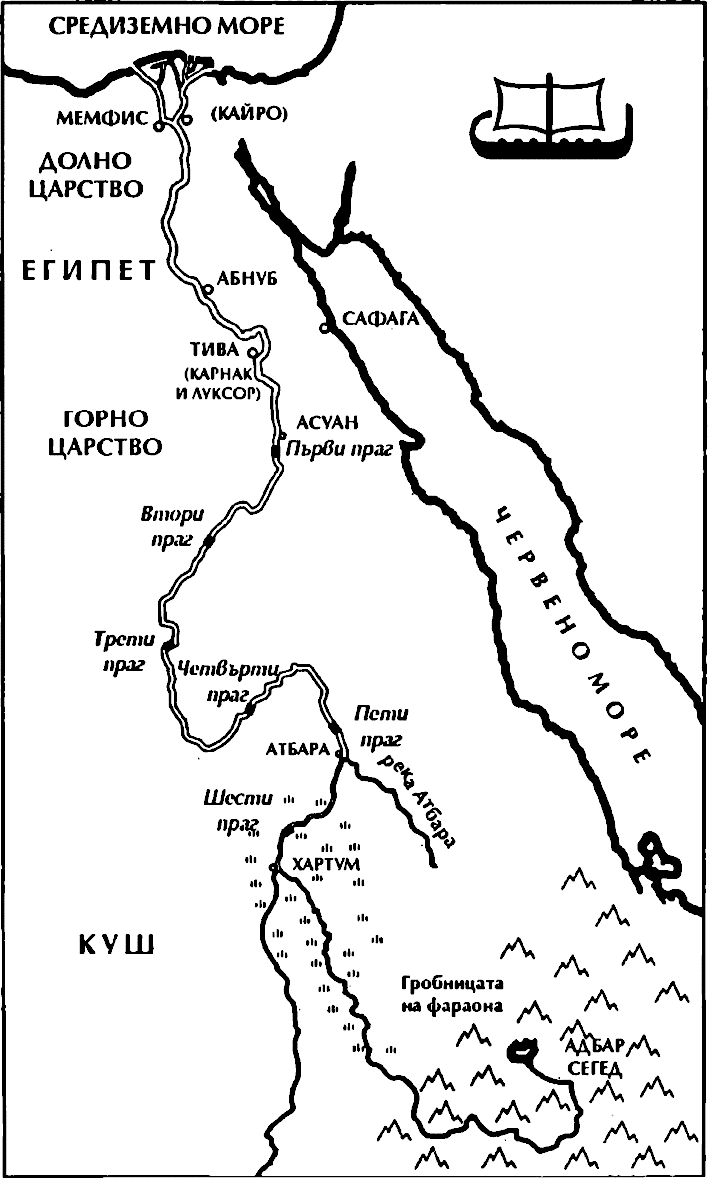 СРЕДИЗЕМНО МОРЕ
МЕМФИС
(КАЙРО)
ДОЛНО
ЦАРСТВО
ЕГИПЕТ
АБНУБ
САФАГА
ТИВА
(КАРНАК
И ЛУКСОР)
ГОРНО
ЦАРСТВО
АСУАН
Първи праг
Втори
праг
ЧЕРВЕНО МОРЕ
Трети
праг
Четвърти
праг
Пети
праг
АТБАРА
река Атбара
Шести
праг
ХАРТУМ
КУШ
Гробницата
на фараона
АДБАР
СЕГЕД